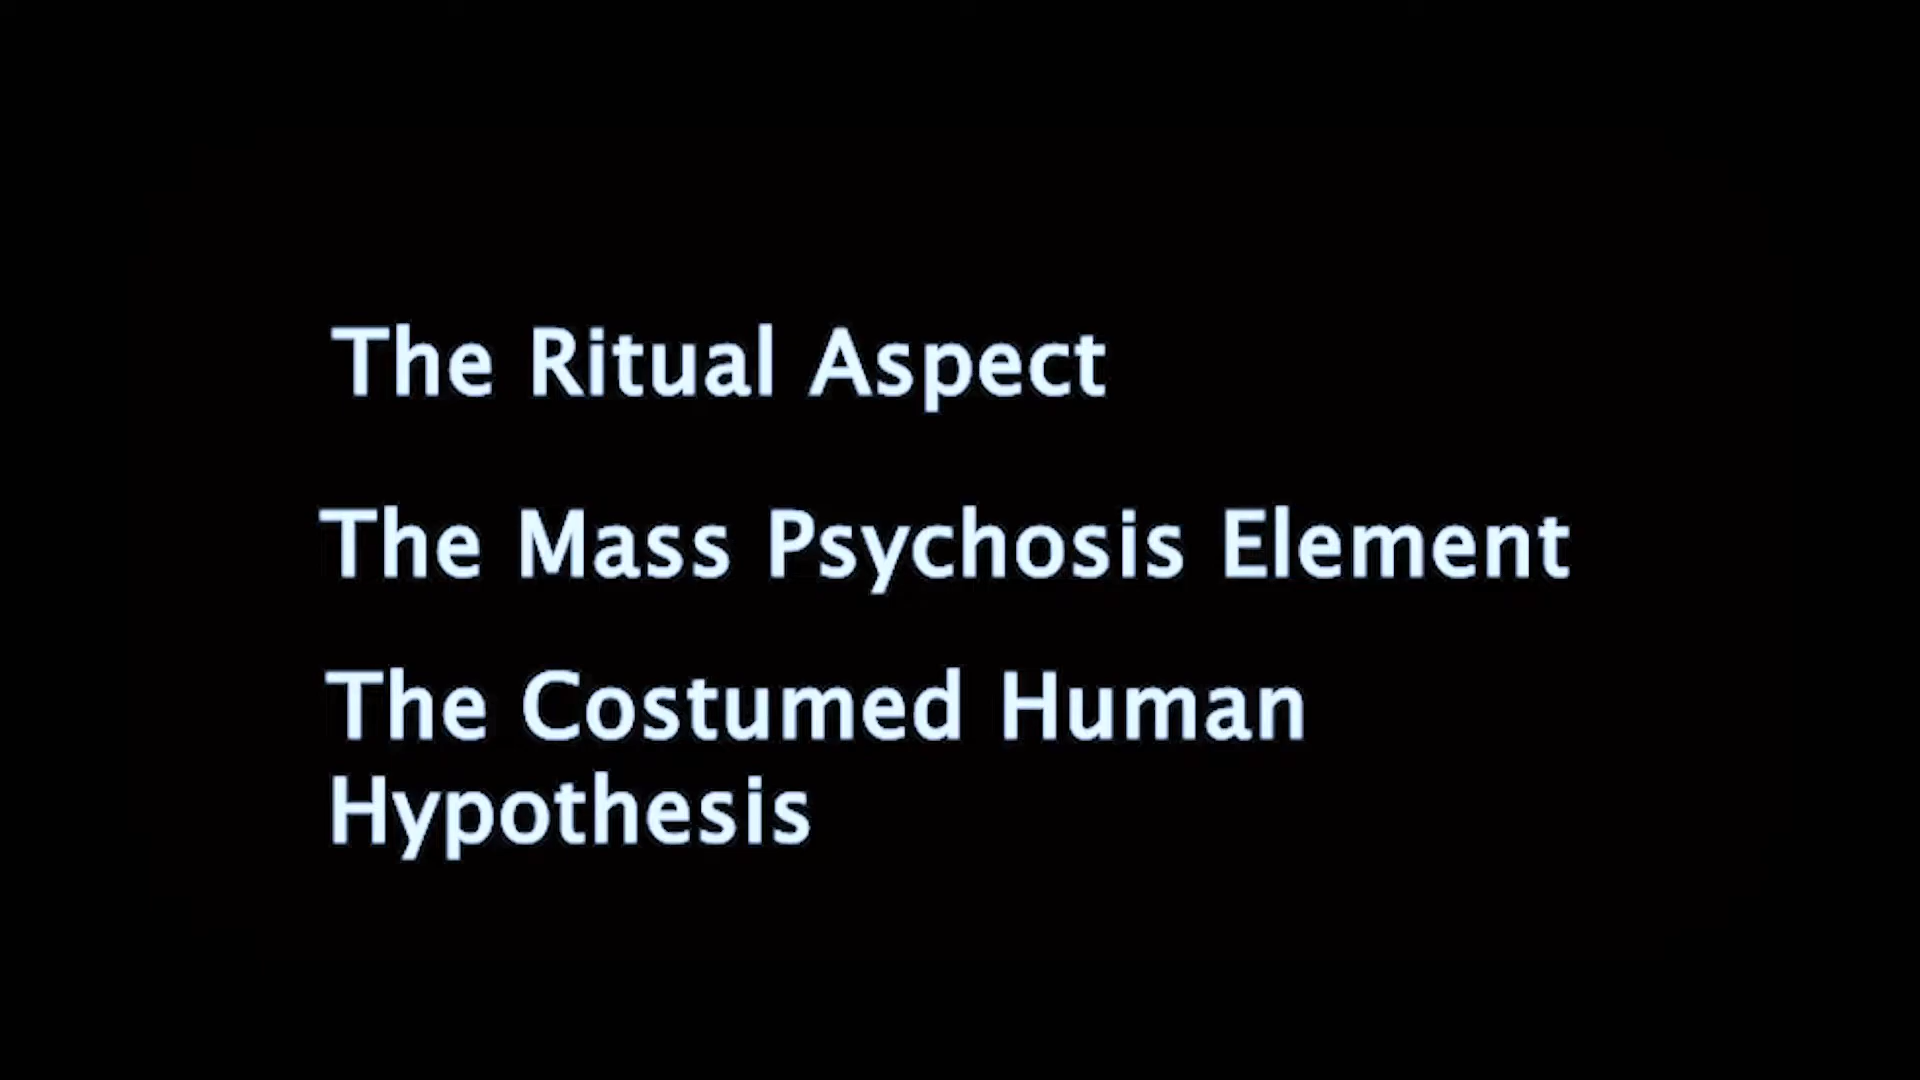 The Ritual Aspect
The Mass Psychosis Element
The Costumed Human
Hypothesis